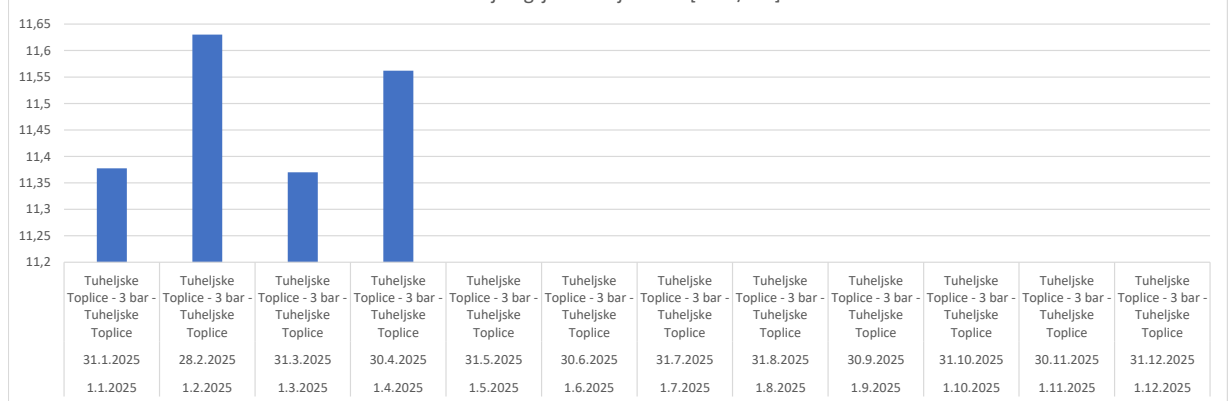 11,65
11,6
11,55
11,5
11,45
11,4
11,35
11,3
11,25
11,2
Tuheljske Tuheljske Tuheljske Tuheljske Tuheljske Tuheljske Tuheljske Tuheljske Tuheljske Tuheljske Tuheljske Tuheljske
Toplice - 3 bar - Toplice - 3 bar - Toplice - 3 bar - Toplice - 3 bar - Toplice - 3 bar - Toplice - 3 bar - Toplice - 3 bar - Toplice - 3 bar - Toplice - 3 bar - Toplice - 3 bar - Toplice - 3 bar - Toplice - 3 bar -
Tuheljske Tuheljske Tuheljske Tuheljske Tuheljske Tuheljske Tuheljske Tuheljske Tuheljske Tuheljske Tuheljske Tuheljske
Toplice Toplice Toplice Toplice Toplice Toplice Toplice Toplice Toplice Toplice Toplice Toplice
31.1.2025 28.2.2025 31.3.2025 30.4.2025 31.5.2025 30.6.2025 31.7.2025 31.8.2025 30.9.2025 31.10.2025 30.11.2025 31.12.2025
1.1.2025 1.2.2025 1.3.2025 1.4.2025 1.5.2025 1.6.2025 1.7.2025 1.8.2025 1.9.2025 1.10.2025 1.11.2025 1.12.2025